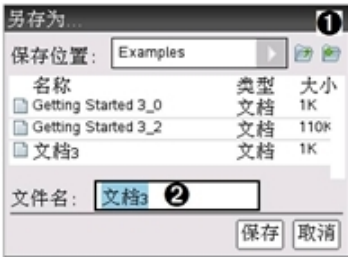 另存为... ❶
保存位置： Examples
名称 类型 大小
Getting Started 3_0 文档 1K
Getting Started 3_2 文档 110K
文档3 文档 1K
文件名： 文档3 ❷
保存 取消